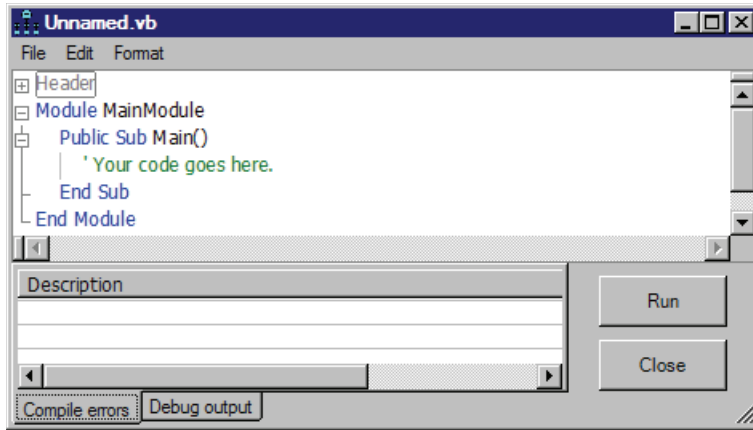 Unnamed.vb
File Edit Format
Header
Module MainModule
Public Sub Main()
' Your code goes here.
End Sub
End Module
Description
Run
Close
Compile errors Debug output